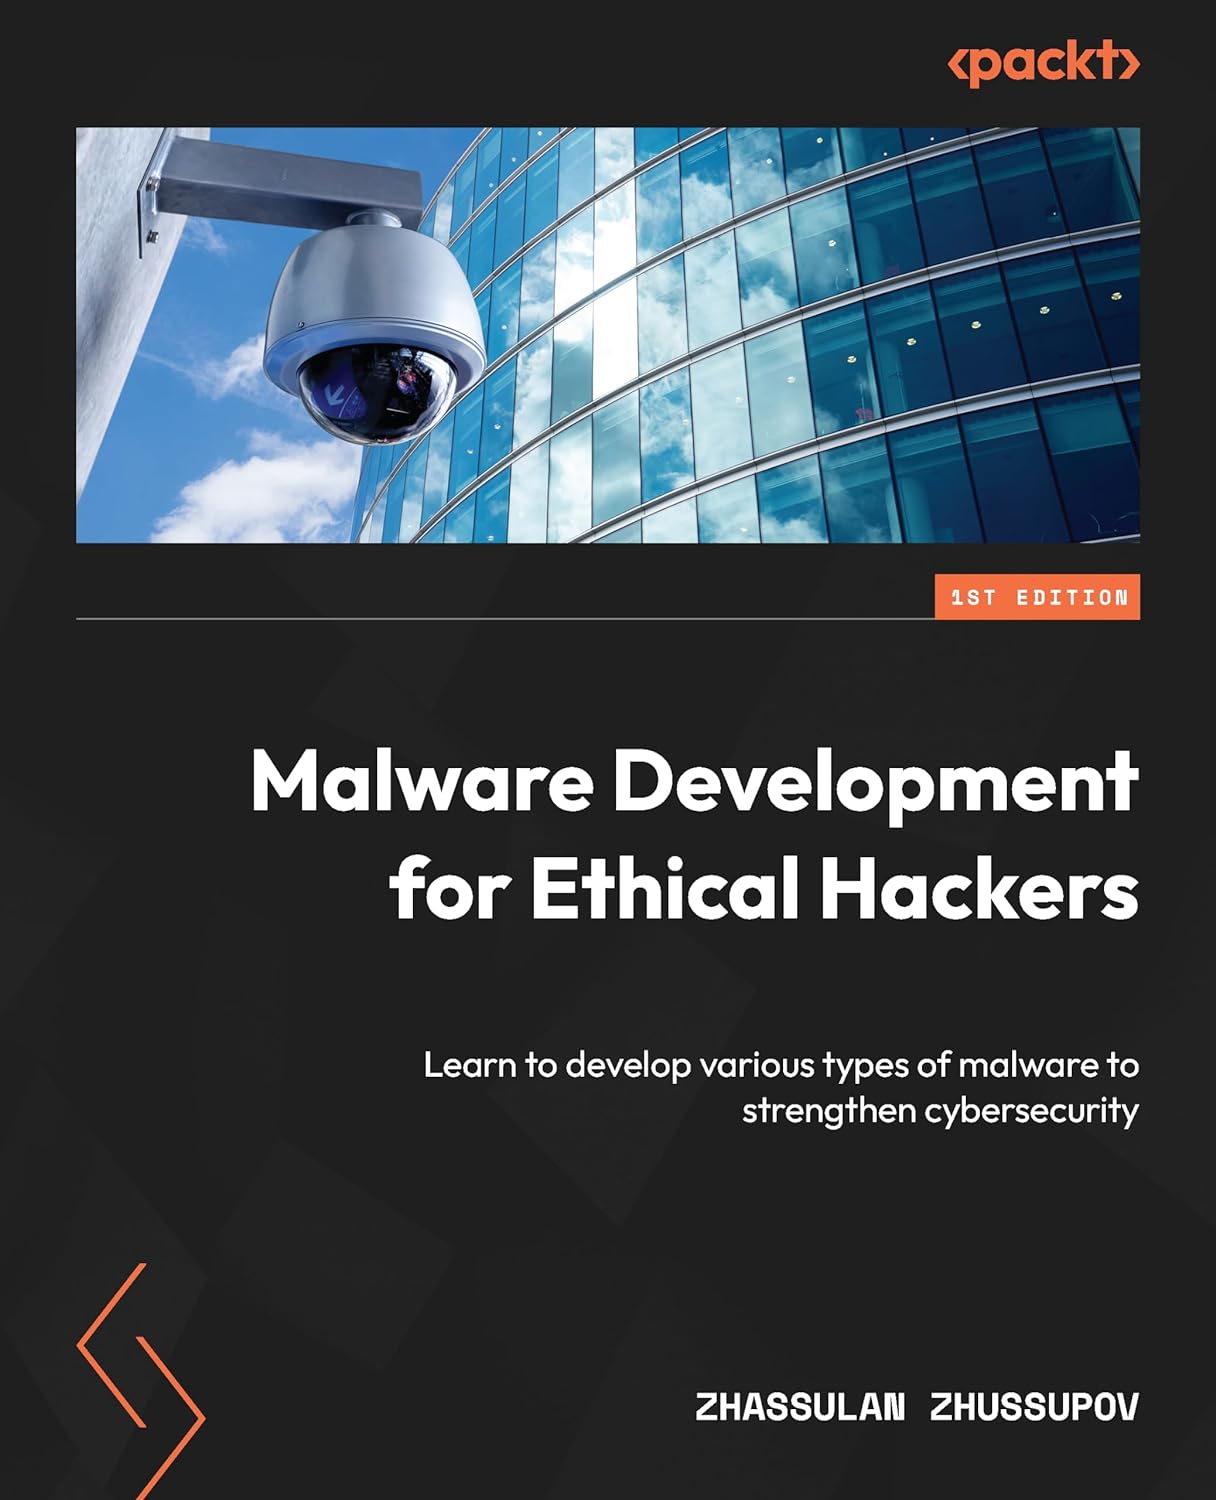 <packt>
1ST EDITION
Malware Development
for Ethical Hackers
Learn to develop various types of malware to
strengthen cybersecurity
ZHASSULAN ZHUSSUPOV